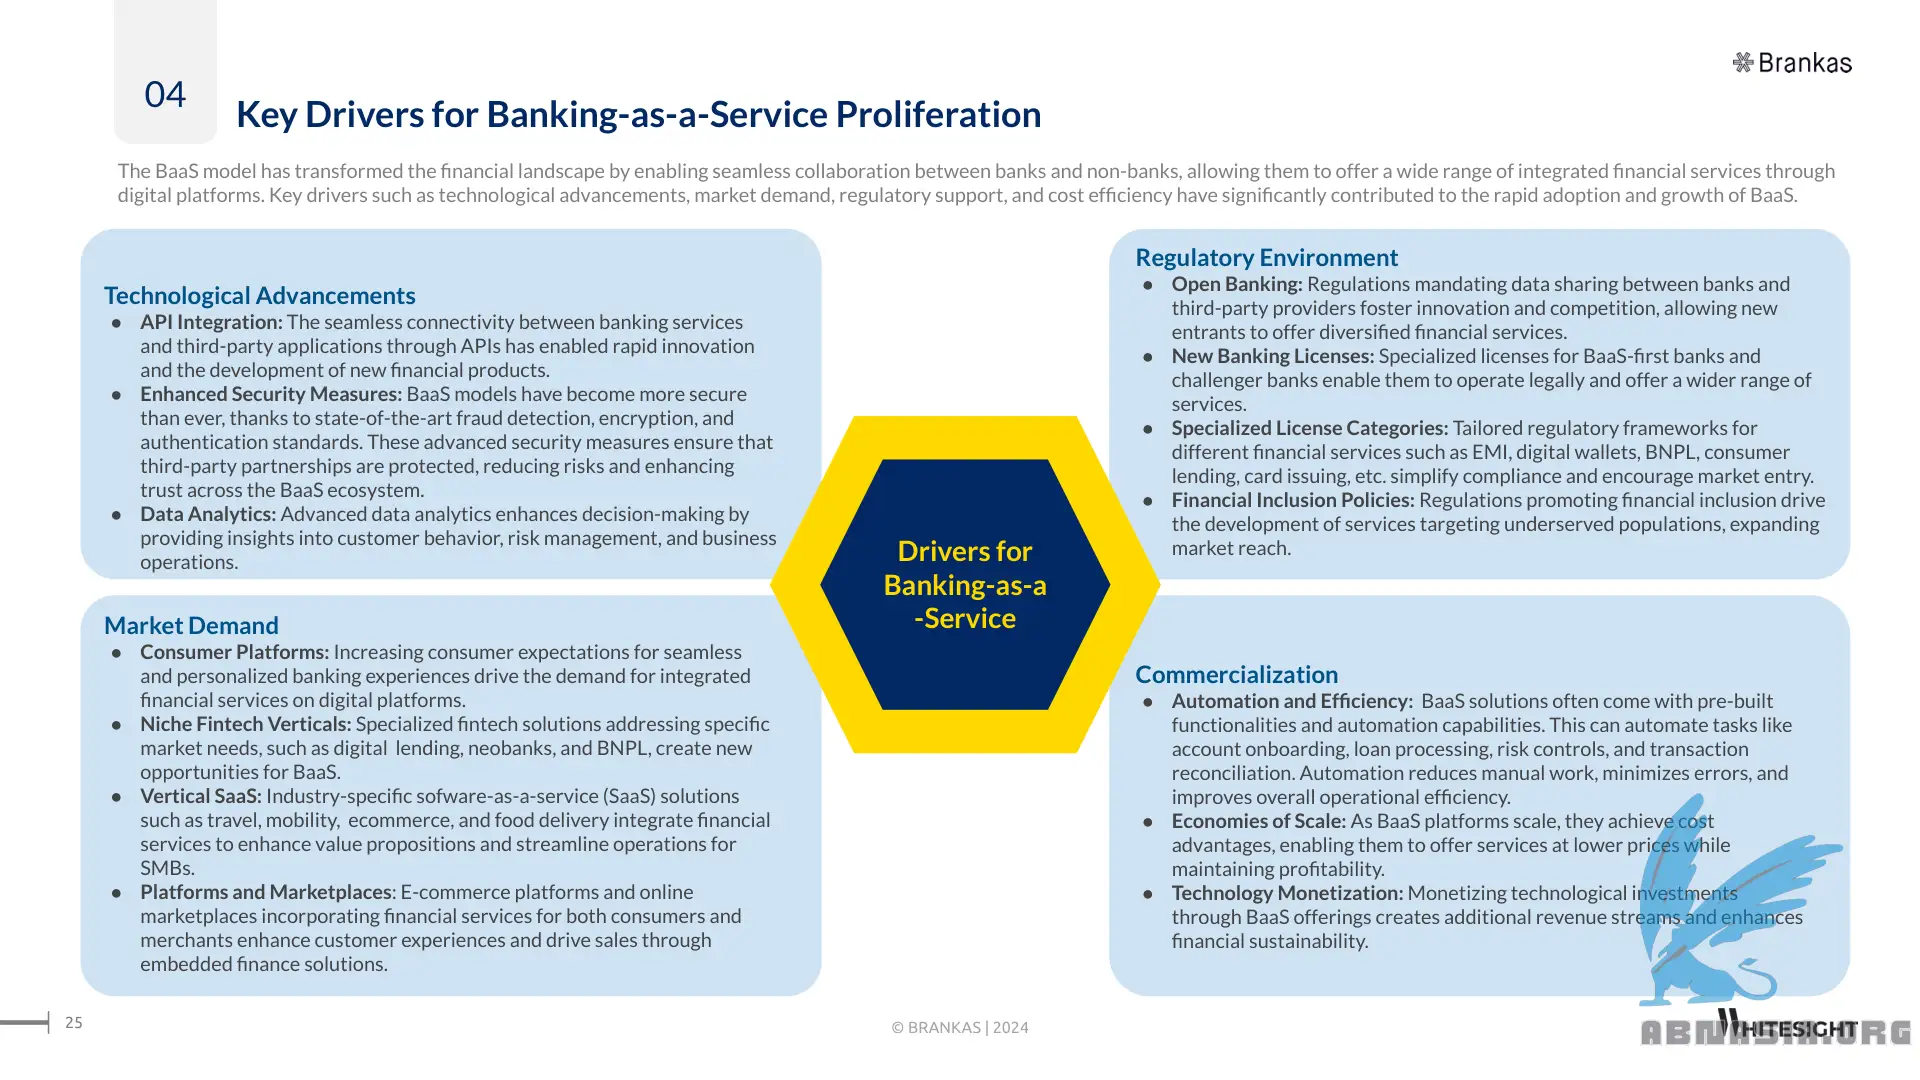 04
Brankas
Key Drivers for Banking-as-a-Service Proliferation
The BaaS model has transformed the financial landscape by enabling seamless collaboration between banks and non-banks, allowing them to offer a wide range of integrated financial services through
digital platforms. Key drivers such as technological advancements, market demand, regulatory support, and cost efficiency have significantly contributed to the rapid adoption and growth of BaaS.
Technological Advancements
● API Integration: The seamless connectivity between banking services
and third-party applications through APIs has enabled rapid innovation
and the development of new financial products.
● Enhanced Security Measures: BaaS models have become more secure
than ever, thanks to state-of-the-art fraud detection, encryption, and
authentication standards. These advanced security measures ensure that
third-party partnerships are protected, reducing risks and enhancing
trust across the BaaS ecosystem.
● Data Analytics: Advanced data analytics enhances decision-making by
providing insights into customer behavior, risk management, and business
operations.
Regulatory Environment
● Open Banking: Regulations mandating data sharing between banks and
third-party providers foster innovation and competition, allowing new
entrants to offer diversified financial services.
● New Banking Licenses: Specialized licenses for BaaS-first banks and
challenger banks enable them to operate legally and offer a wider range of
services.
● Specialized License Categories: Tailored regulatory frameworks for
different financial services such as EMI, digital wallets, BNPL, consumer
lending, card issuing, etc. simplify compliance and encourage market entry.
● Financial Inclusion Policies: Regulations promoting financial inclusion drive
the development of services targeting underserved populations, expanding
market reach.
Drivers for
Banking-as-a
-Service
Market Demand
● Consumer Platforms: Increasing consumer expectations for seamless
and personalized banking experiences drive the demand for integrated
financial services on digital platforms.
● Niche Fintech Verticals: Specialized fintech solutions addressing specific
market needs, such as digital lending, neobanks, and BNPL, create new
opportunities for BaaS.
● Vertical SaaS: Industry-specific sofware-as-a-service (SaaS) solutions
such as travel, mobility, ecommerce, and food delivery integrate financial
services to enhance value propositions and streamline operations for
SMBs.
● Platforms and Marketplaces: E-commerce platforms and online
marketplaces incorporating financial services for both consumers and
merchants enhance customer experiences and drive sales through
embedded finance solutions.
Commercialization
● Automation and Efficiency: BaaS solutions often come with pre-built
functionalities and automation capabilities. This can automate tasks like
account onboarding, loan processing, risk controls, and transaction
reconciliation. Automation reduces manual work, minimizes errors, and
improves overall operational efficiency.
● Economies of Scale: As BaaS platforms scale, they achieve cost
advantages, enabling them to offer services at lower prices while
maintaining profitability.
● Technology Monetization: Monetizing technological investments
through BaaS offerings creates additional revenue streams and enhances
financial sustainability.
25
© BRANKAS | 2024
WHITESIGHT
ABNASIA.ORG